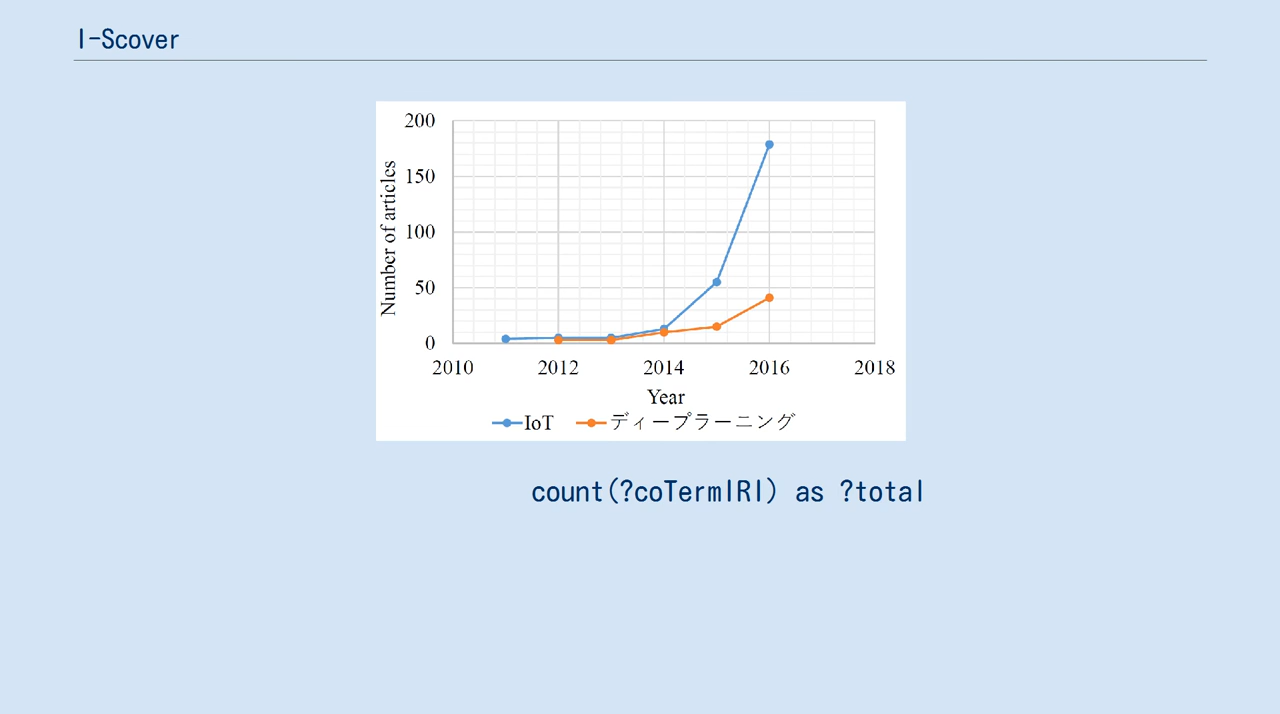 I-Scover
200
150
100
50
0
Number of articles
2010 2012 2014 2016 2018
Year
IoT ディープラーニング
count(?coTermIRI) as ?total